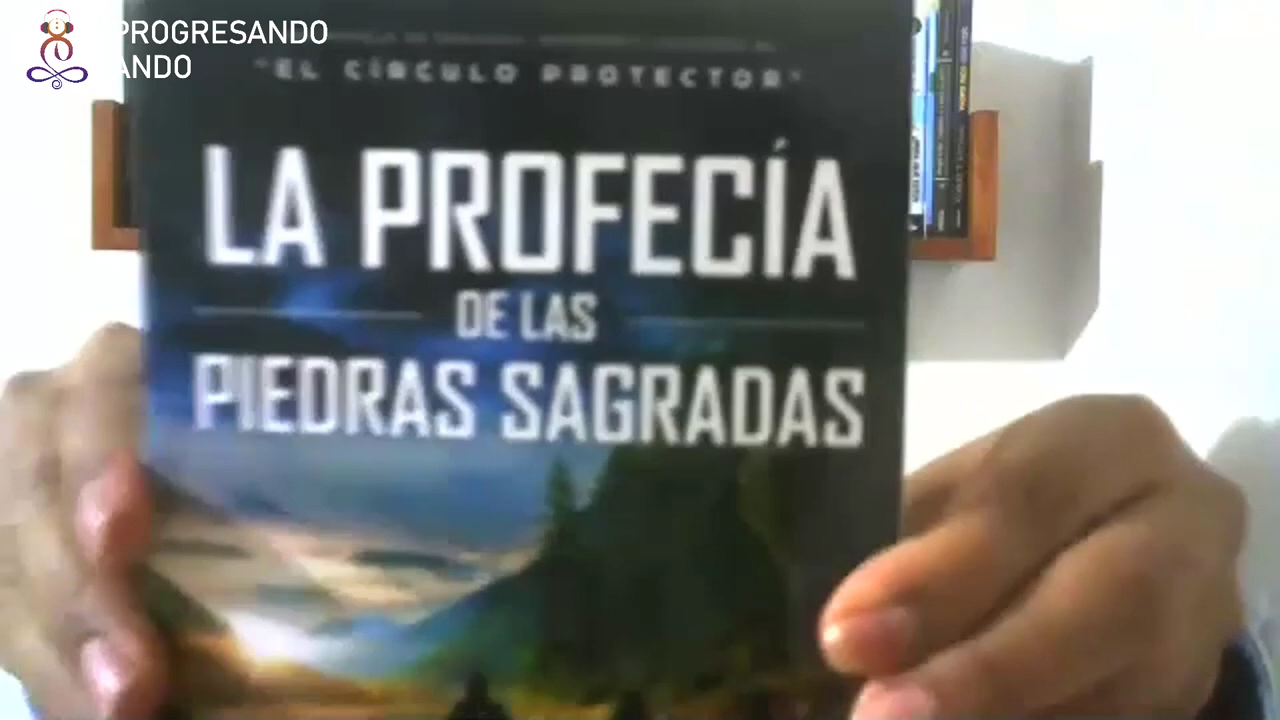 PROGRESANDO
ANDO
"EL CÍRCULO PROTECTOR"
LA PROFECÍA
DE LAS
PIEDRAS SAGRADAS